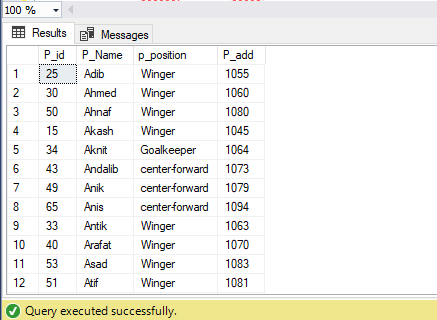 100 %
Results Messages
P_id P_Name p_position P_add
1 25 Adib Winger 1055
2 30 Ahmed Winger 1060
3 50 Ahnaf Winger 1080
4 15 Akash Winger 1045
5 34 Aknit Goalkeeper 1064
6 43 Andalib center-forward 1073
7 49 Anik center-forward 1079
8 65 Anis center-forward 1094
9 33 Antik Winger 1063
10 40 Arafat Winger 1070
11 53 Asad Winger 1083
12 51 Atif Winger 1081
Query executed successfully.